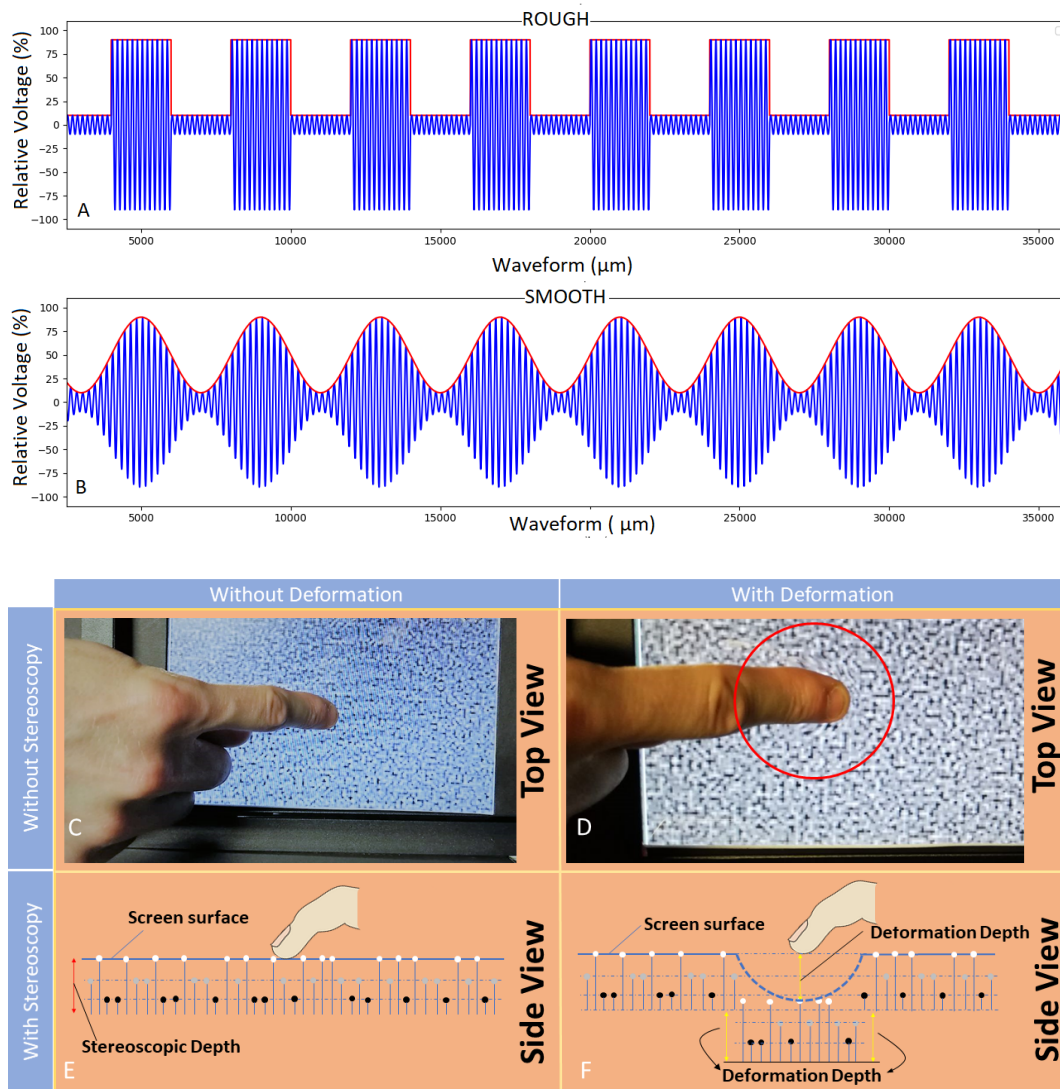 ROUGH
Relative Voltage (%)
100
75
50
25
0
−25
−50
−75
−100
A
5000 10000 15000 20000 25000 30000 35000
Waveform (µm)
SMOOTH
Relative Voltage (%)
100
75
50
25
0
−25
−50
−75
−100
B
5000 10000 15000 20000 25000 30000 35000
Waveform ( µm)
Without Deformation With Deformation
Without Stereoscopy
C
Top View
D
Top View
With Stereoscopy
Screen surface
Stereoscopic Depth
E
Side View
Screen surface
Deformation Depth
Deformation Depth
F
Side View